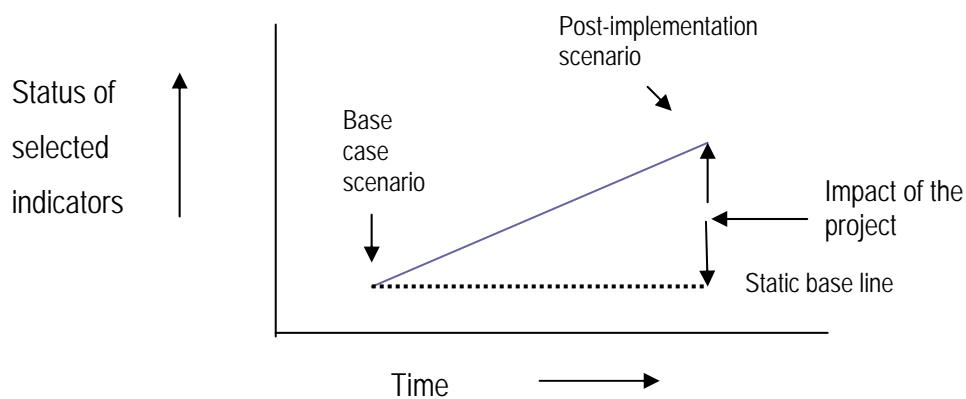 Post-implementation
scenario
Status of
selected
indicators
Base
case
scenario
Impact of the
project
Static base line
Time